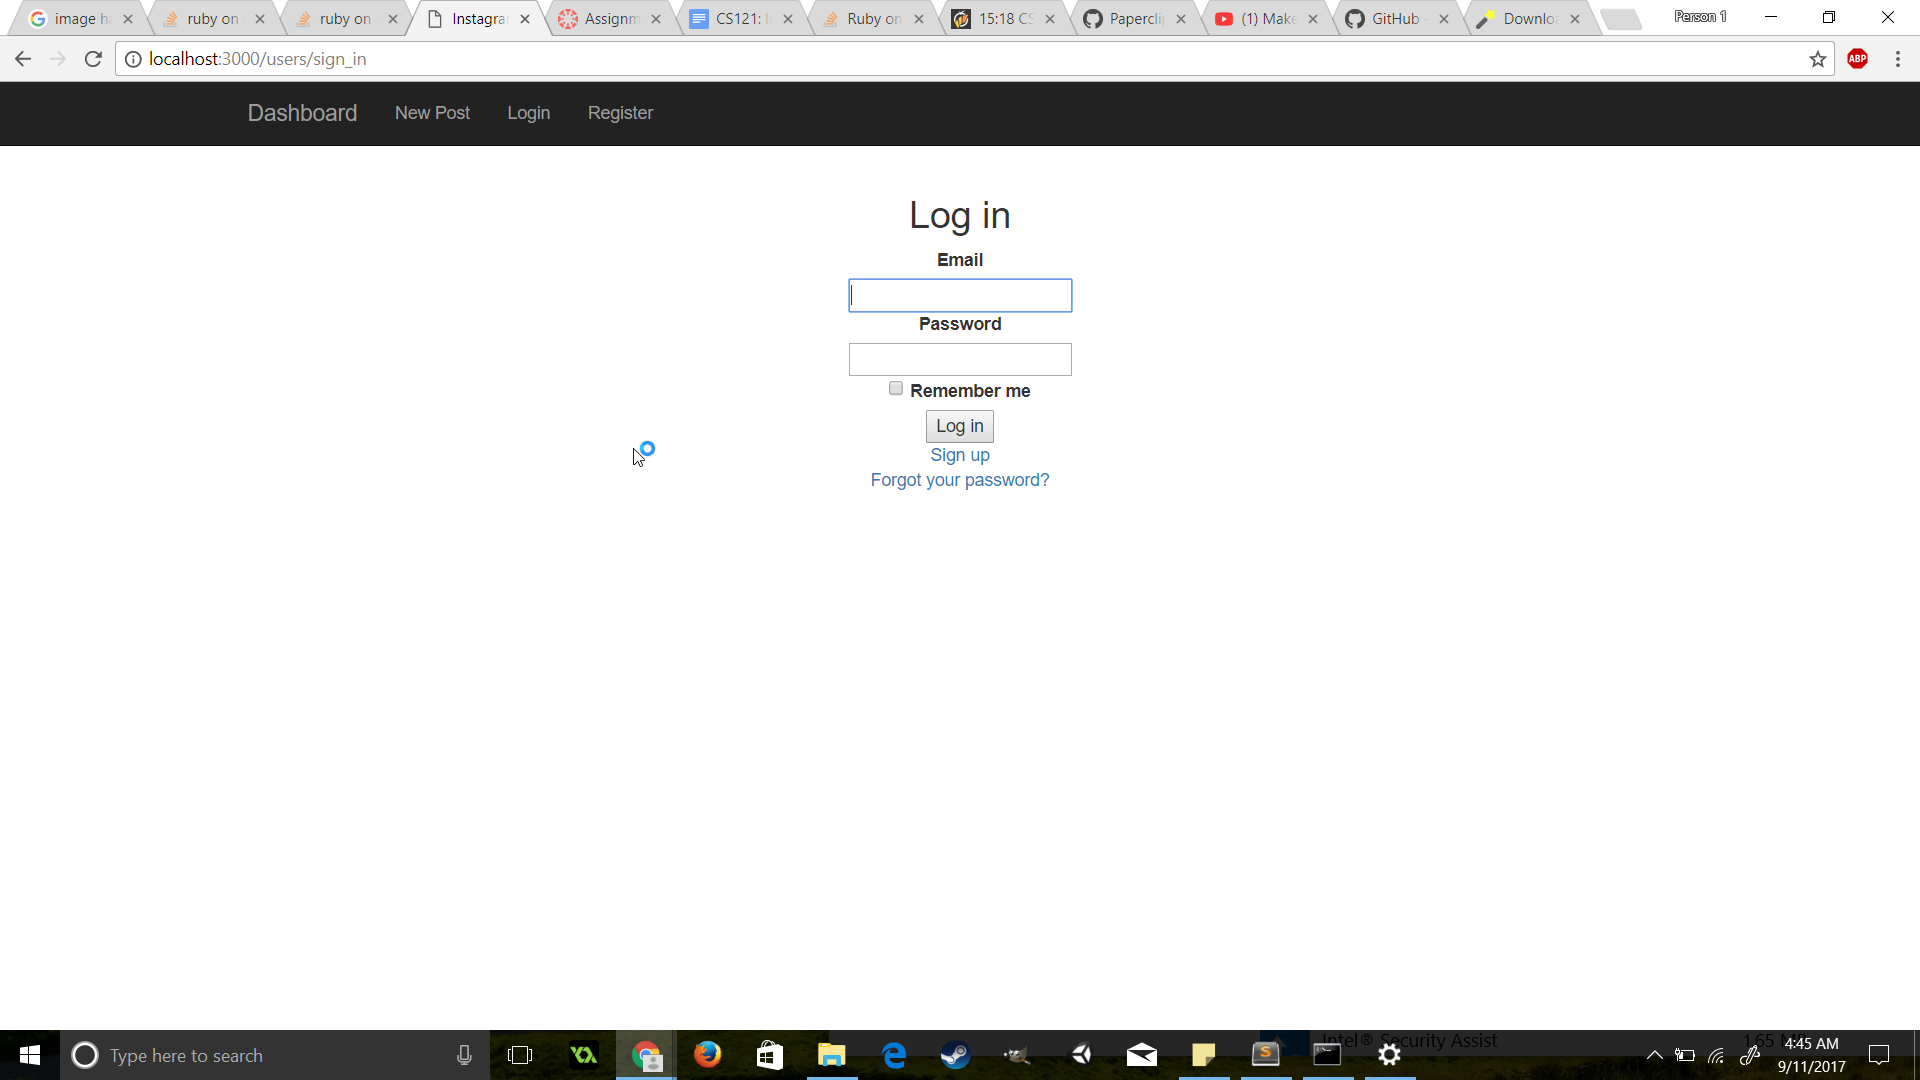 image h
ruby on
ruby on
Instagra
Assignm
CS121: I
Ruby on
15:18 CS
Papercli
(1) Make
GitHub -
Downlo
Person 1
localhost:3000/users/sign_in
ABP
Dashboard
New Post
Login
Register
Log in
Email
Password
Remember me
Log in
Sign up
Forgot your password?
Intel® Security Assist
Type here to search
4:45 AM
9/11/2017